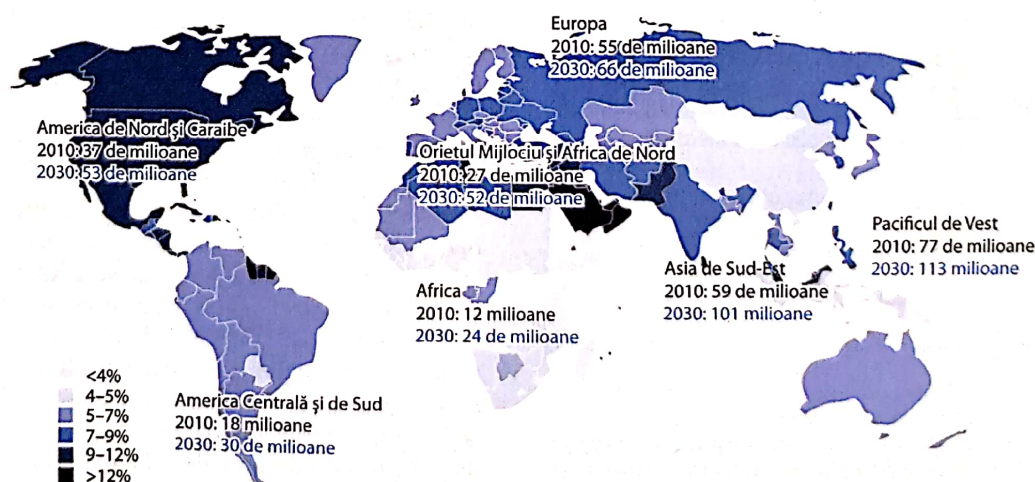 Europa
2010: 55 de milioane
2030: 66 de milioane
America de Nord și Caraibe
2010: 37 de milioane
2030: 53 de milioane
Orietul Mijlociu și Africa de Nord
2010: 27 de milioane
2030: 52 de milioane
Pacificul de Vest
2010: 77 de milioane
2030: 113 milioane
Asia de Sud-Est
2010: 59 de milioane
2030: 101 milioane
Africa
2010: 12 milioane
2030: 24 de milioane
America Centrală și de Sud
2010: 18 milioane
2030: 30 de milioane
<4%
4–5%
5–7%
7–9%
9–12%
>12%